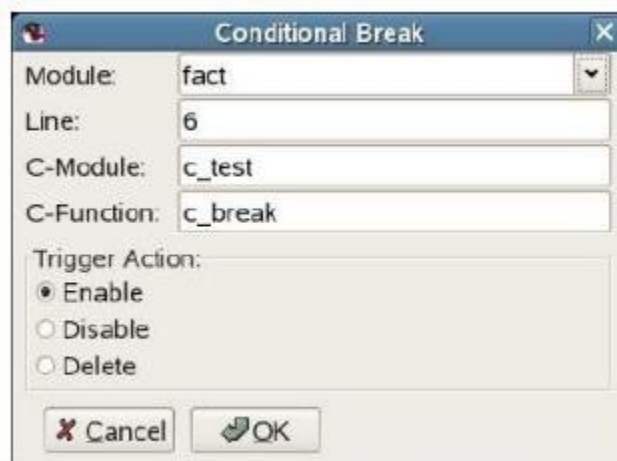 Conditional Break
Module: fact
Line: 6
C-Module: c_test
C-Function: c_break
Trigger Action:
Enable
Disable
Delete
Cancel OK